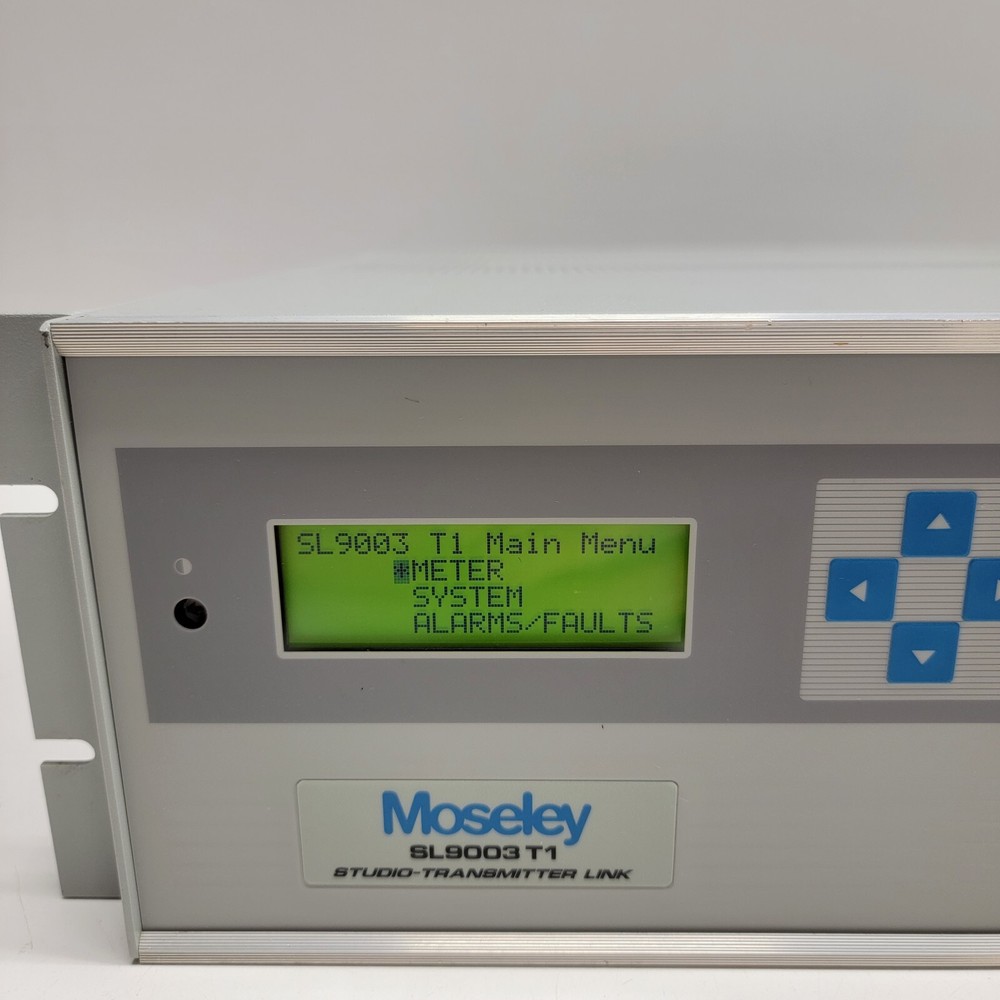 SL9003 T1 Main Menu
*METER
SYSTEM
ALARMS/FAULTS
Moseley
SL9003 T1
STUDIO-TRANSMITTER LINK